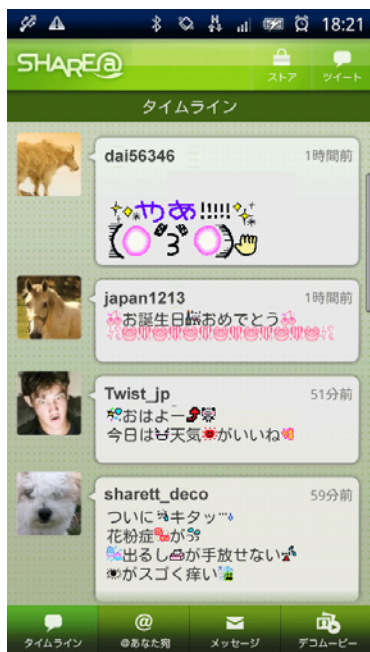 18:21
SHARE@
ストア
ツイート
タイムライン
dai56346
1時間前
やあ!!!!!
japan1213
1時間前
お誕生日おめでとう
Twist_jp
51分前
おはよー
今日は天気がいいね
sharett_deco
59分前
ついにキタッ…
花粉症が
出るしが手放せない
がスゴく痒い
タイムライン
@あなた宛
メッセージ
デコムービー